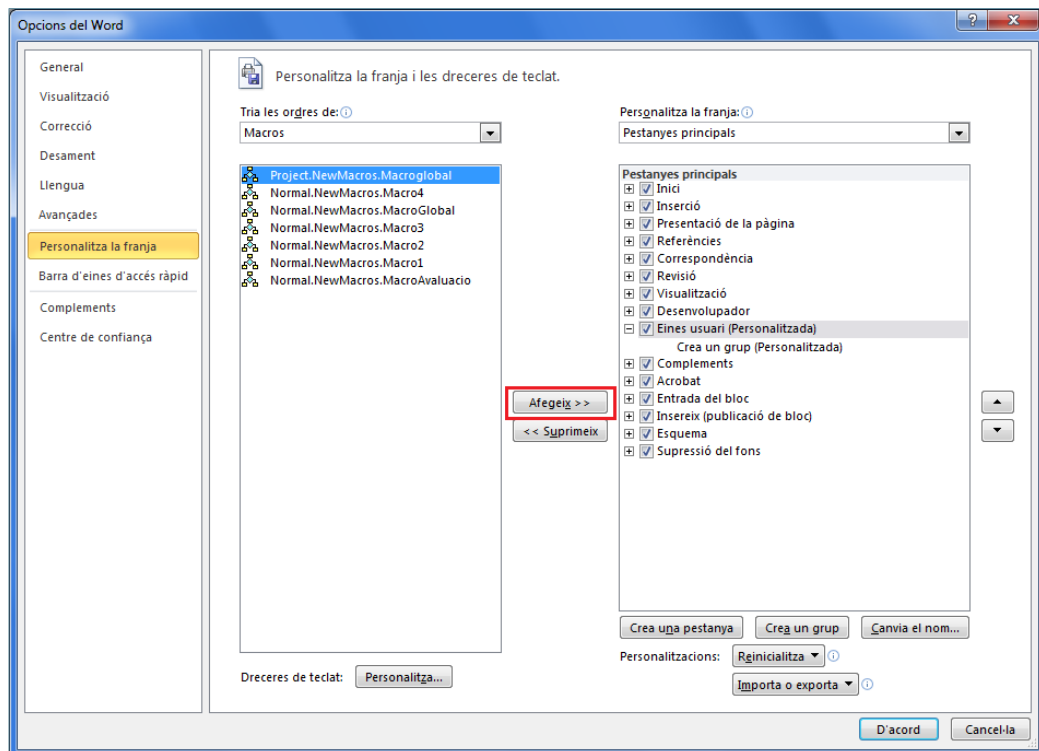 Opcions del Word
General
Visualització
Correcció
Desament
Llengua
Avançades
Personalitza la franja
Barra d'eines d'accés ràpid
Complements
Centre de confiança
Personalitza la franja i les dreceres de teclat.
Tria les ordres de:
Macros
Project.NewMacros.Macroglobal
Normal.NewMacros.Macro4
Normal.NewMacros.MacroGlobal
Normal.NewMacros.Macro3
Normal.NewMacros.Macro2
Normal.NewMacros.Macro1
Normal.NewMacros.MacroAvaluacio
Dreceres de teclat: Personalitza...
Afegeix >>
<< Suprimeix
Personalitza la franja:
Pestanyes principals
Pestanyes principals
Inici
Inserció
Presentació de la pàgina
Referències
Correspondència
Revisió
Visualització
Desenvolupador
Eines usuari (Personalitzada)
Crea un grup (Personalitzada)
Complements
Acrobat
Entrada del bloc
Insereix (publicació de bloc)
Esquema
Supressió del fons
Crea una pestanya Crea un grup Canvia el nom...
Personalitzacions: Reinicialitza
Importa o exporta
D'acord Cancel·la